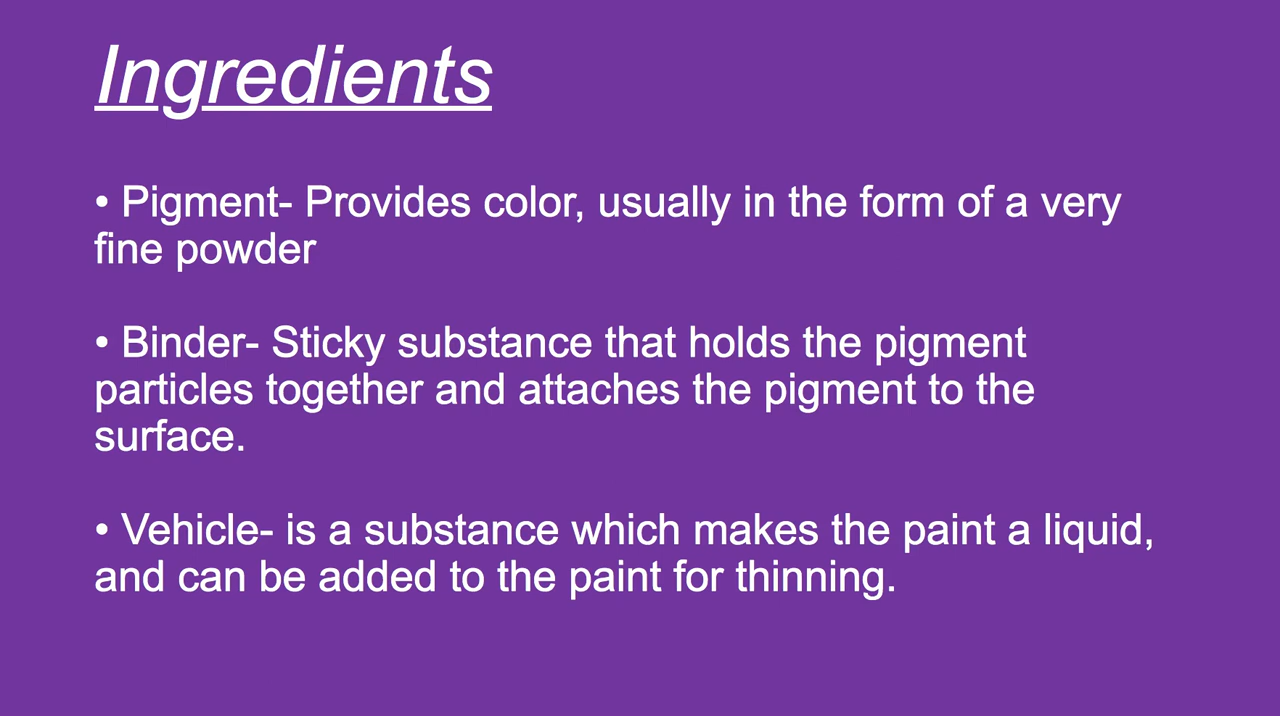 Ingredients
• Pigment- Provides color, usually in the form of a very
fine powder
• Binder- Sticky substance that holds the pigment
particles together and attaches the pigment to the
surface.
• Vehicle- is a substance which makes the paint a liquid,
and can be added to the paint for thinning.